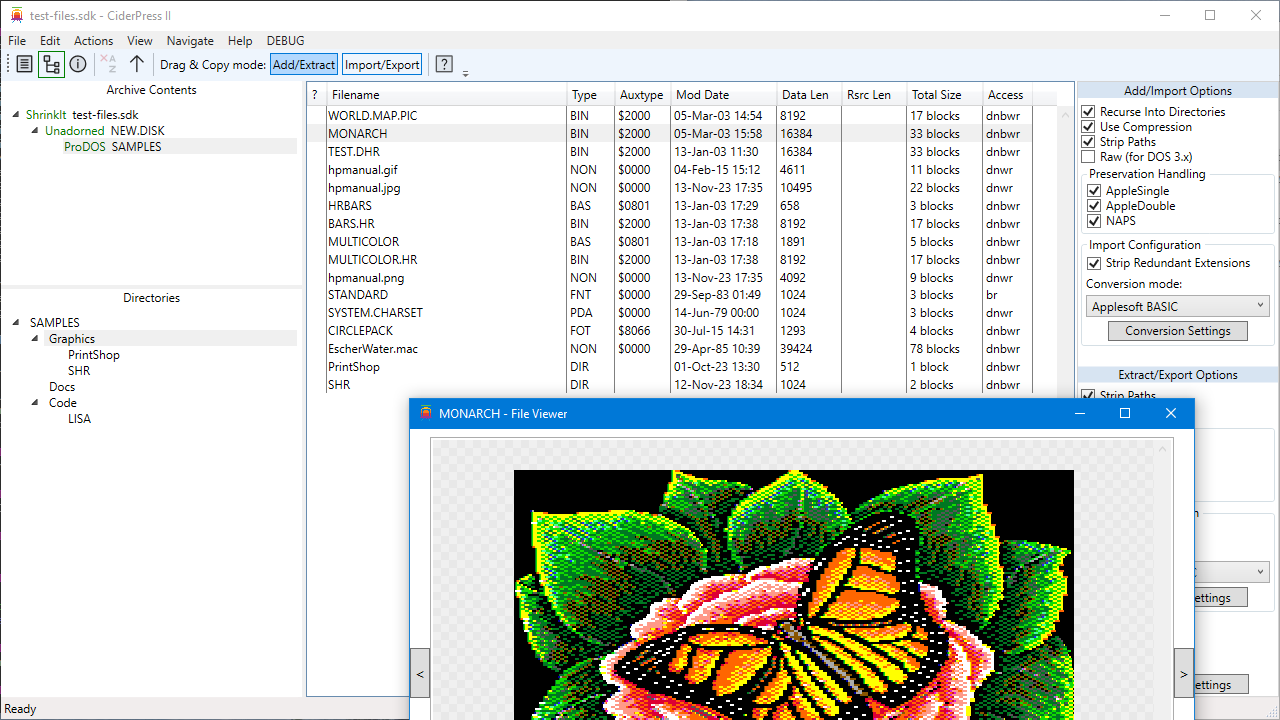 test-files.sdk - CiderPress II
File Edit Actions View Navigate Help DEBUG
Drag & Copy mode: Add/Extract Import/Export ?
Archive Contents
ShrinkIt test-files.sdk
Unadorned NEW.DISK
ProDOS SAMPLES
Directories
SAMPLES
Graphics
PrintShop
SHR
Docs
Code
LISA
? Filename Type Auxtype Mod Date Data Len Rsrc Len Total Size Access
WORLD.MAP.PIC BIN $2000 05-Mar-03 14:54 8192 17 blocks dnbwr
MONARCH BIN $2000 05-Mar-03 15:58 16384 33 blocks dnbwr
TEST.DHR BIN $2000 13-Jan-03 11:30 16384 33 blocks dnbwr
hpmanual.gif NON $0000 04-Feb-15 15:12 4611 11 blocks dnwr
hpmanual.jpg NON $0000 13-Nov-23 17:35 10495 22 blocks dnwr
HRBARS BAS $0801 13-Jan-03 17:29 658 3 blocks dnbwr
BARS.HR BIN $2000 13-Jan-03 17:38 8192 17 blocks dnbwr
MULTICOLOR BAS $0801 13-Jan-03 17:18 1891 5 blocks dnbwr
MULTICOLOR.HR BIN $2000 13-Jan-03 17:38 8192 17 blocks dnbwr
hpmanual.png NON $0000 13-Nov-23 17:35 4092 9 blocks dnwr
STANDARD FNT $0000 29-Sep-83 01:49 1024 3 blocks br
SYSTEM.CHARSET PDA $0000 14-Jun-79 00:00 1024 3 blocks dnwr
CIRCLEPACK FOT $8066 30-Jul-15 14:31 1293 4 blocks dnbwr
EscherWater.mac NON $0000 29-Apr-85 10:39 39424 78 blocks dnbwr
PrintShop DIR 01-Oct-23 13:30 512 1 block dnbwr
SHR DIR 12-Nov-23 18:34 1024 2 blocks dnbwr
Add/Import Options
Recurse Into Directories
Use Compression
Strip Paths
Raw (for DOS 3.x)
Preservation Handling
AppleSingle
AppleDouble
NAPS
Import Configuration
Strip Redundant Extensions
Conversion mode:
Applesoft BASIC
Conversion Settings
Extract/Export Options
Strip Paths
ettings
ettings
MONARCH - File Viewer
<
>
Ready